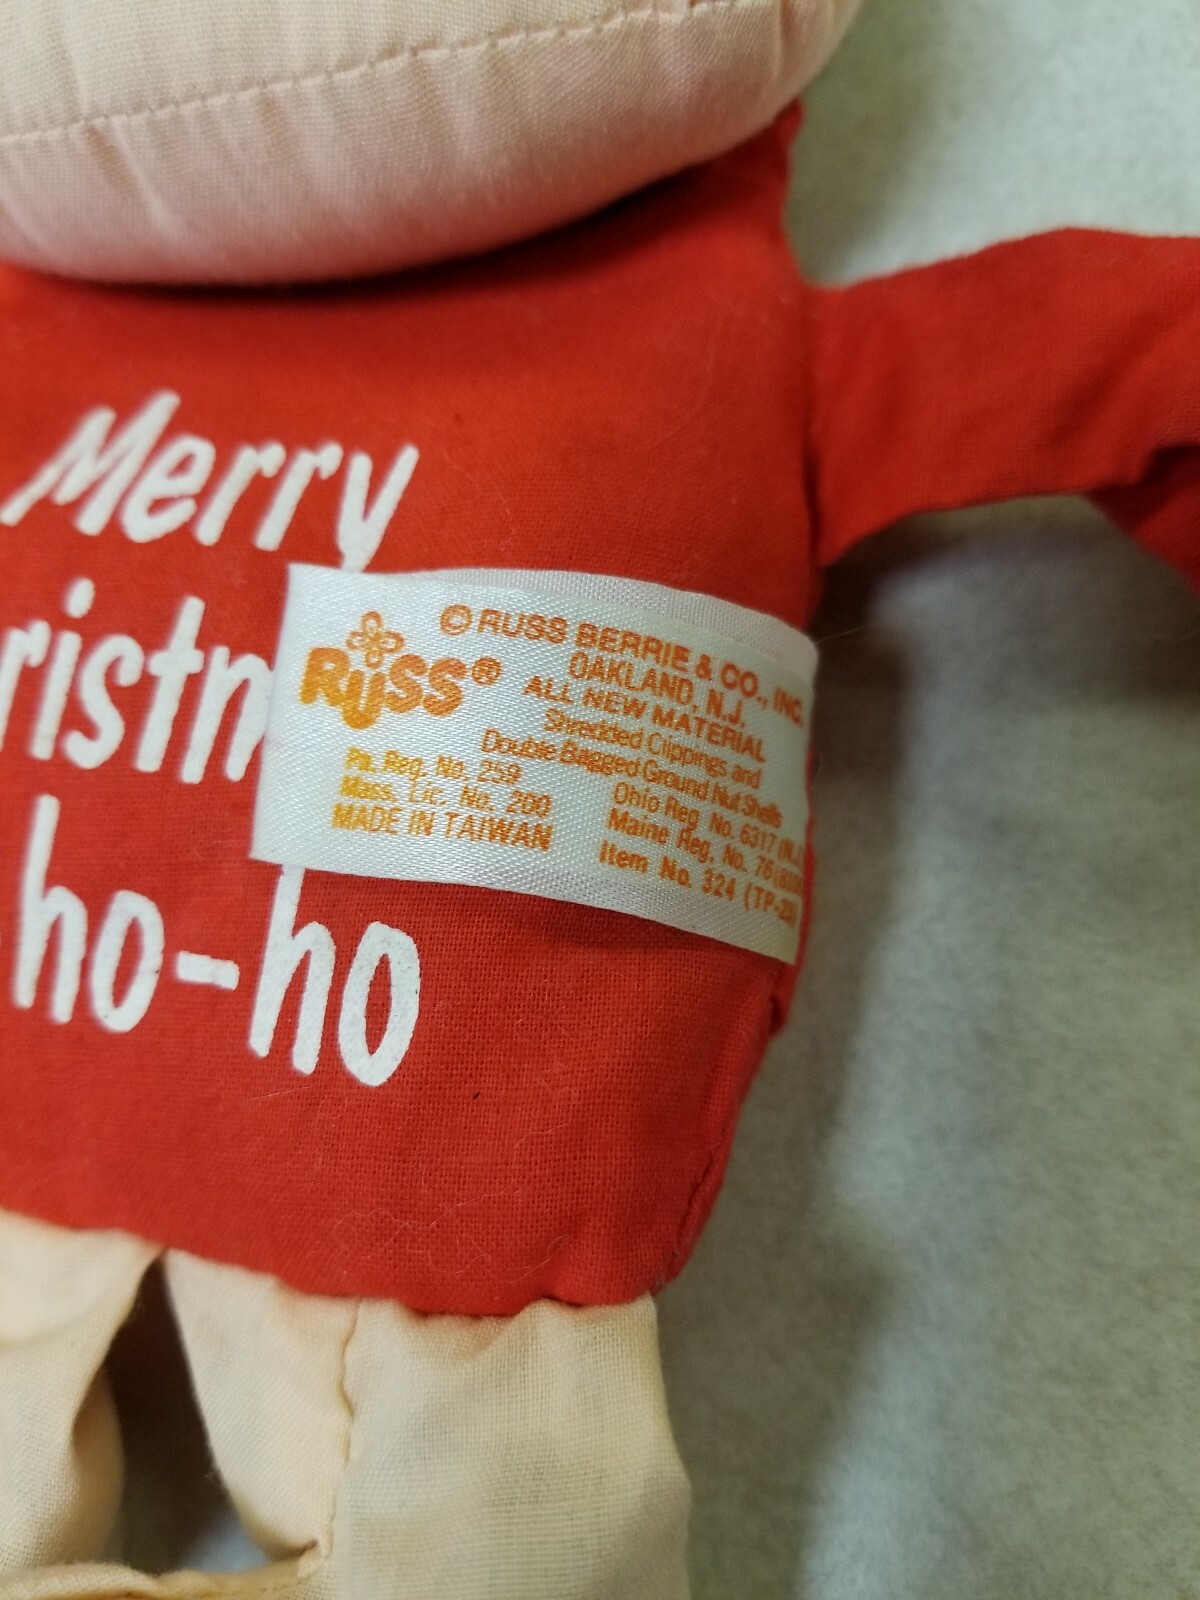 Merry
ristm
ho-ho
RUSS®
© RUSS BERRIE & CO., INC.
OAKLAND, N.J.
ALL NEW MATERIAL
Shredded Clippings and
Double Bagged Ground Nut Shells
Pa. Reg. No. 259
Mass. Lic. No. 200
MADE IN TAIWAN
Ohio Reg. No. 6317 (N.J.
Maine Reg. No. 76
Item No. 324